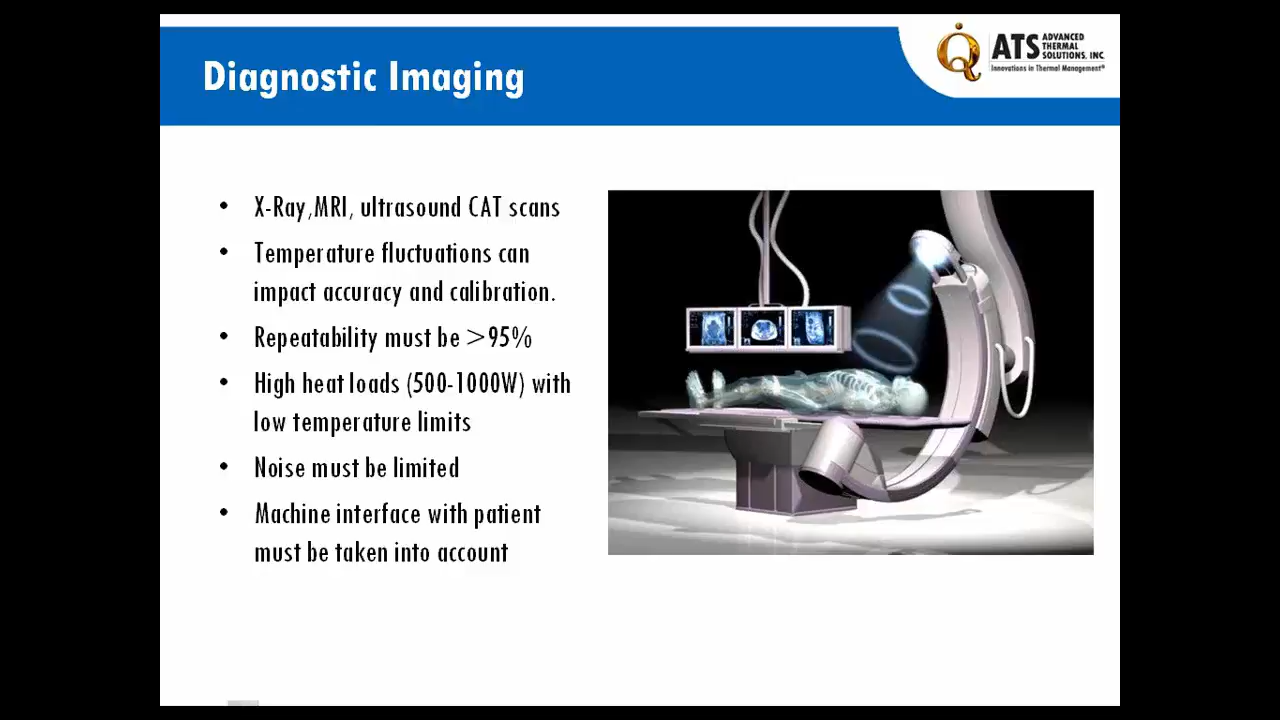 Diagnostic Imaging
ATS ADVANCED
THERMAL
SOLUTIONS, INC.
Innovations in Thermal Management®
• X-Ray,MRI, ultrasound CAT scans
• Temperature fluctuations can
impact accuracy and calibration.
• Repeatability must be >95%
• High heat loads (500-1000W) with
low temperature limits
• Noise must be limited
• Machine interface with patient
must be taken into account